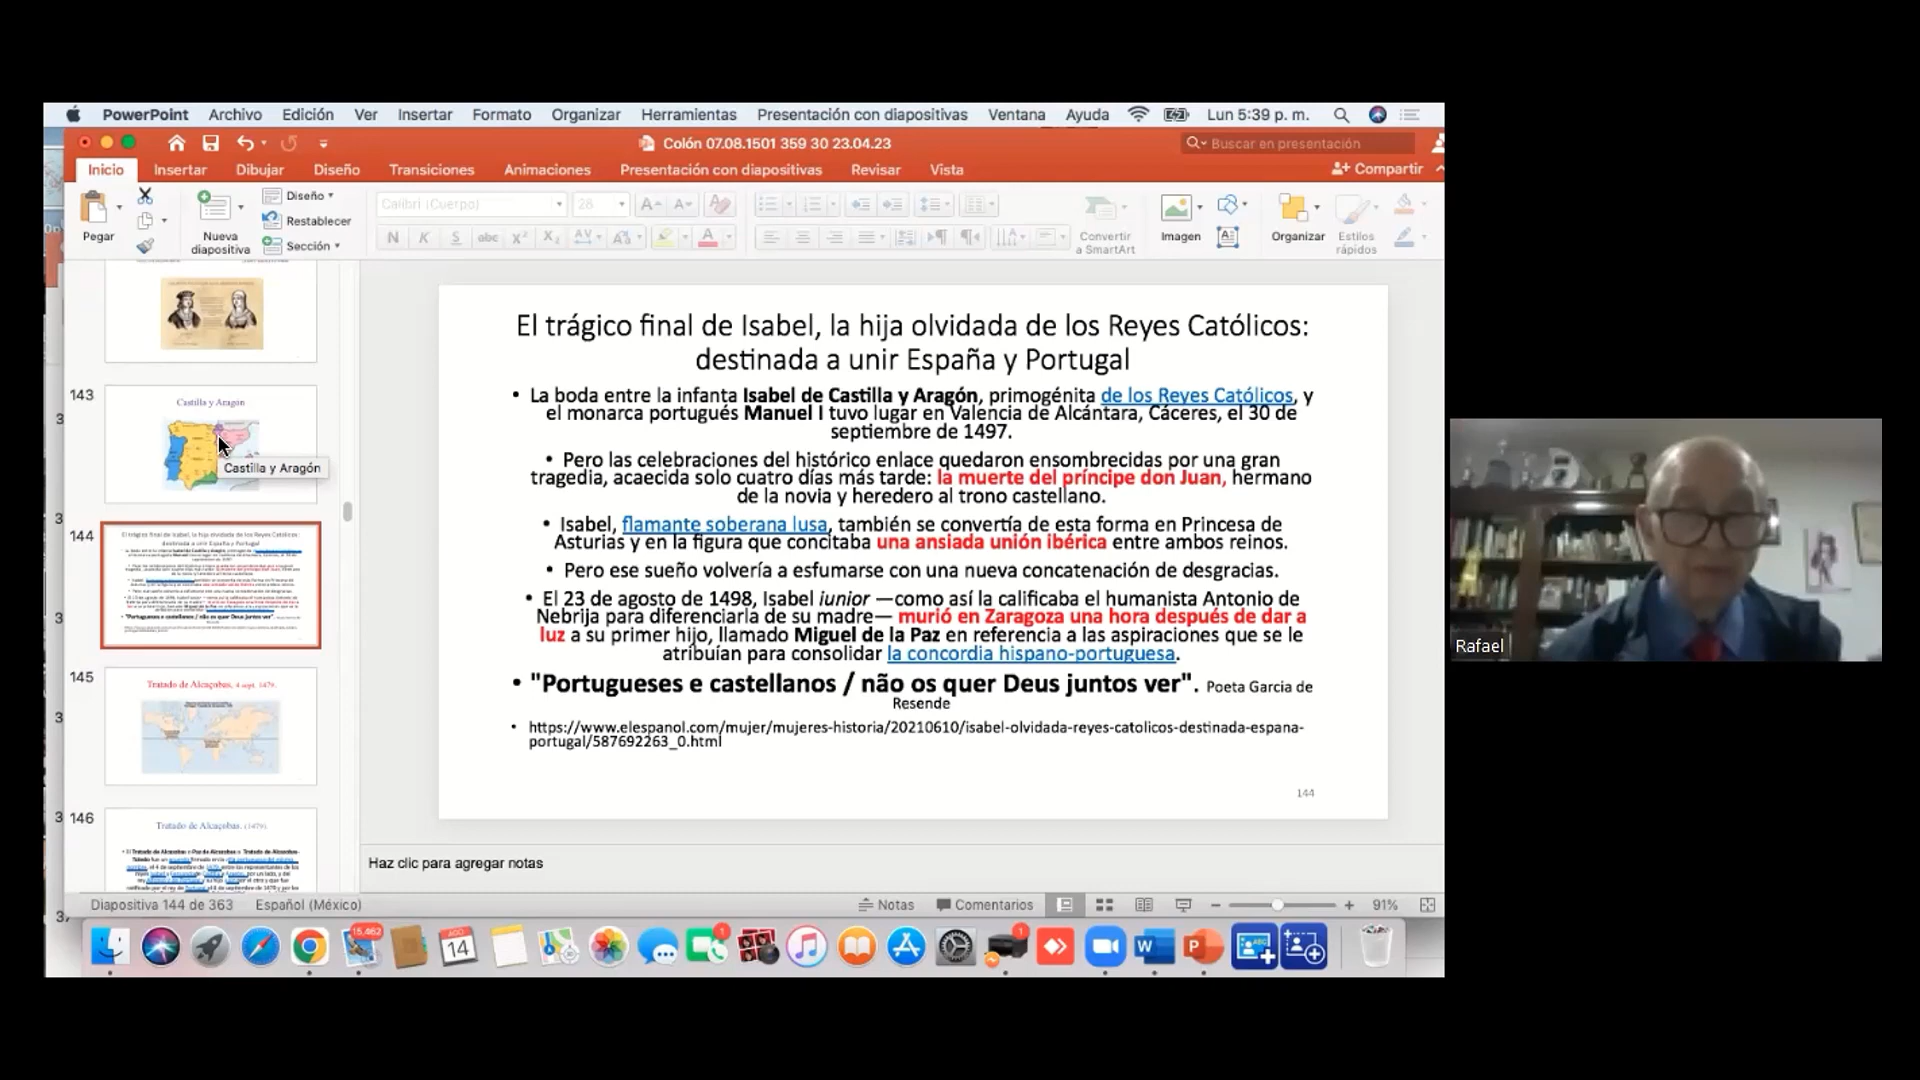 PowerPoint Archivo Edición Ver Insertar Formato Organizar Herramientas Presentación con diapositivas Ventana Ayuda Lun 5:39 p. m.
Colón 07.08.1501 359 30 23.04.23
Buscar en presentación
Inicio Insertar Dibujar Diseño Transiciones Animaciones Presentación con diapositivas Revisar Vista Compartir
Pegar
Nueva diapositiva
Diseño
Restablecer
Sección
Calibri (Cuerpo) 28
Convertir a SmartArt
Imagen
Organizar
Estilos rápidos
143
Castilla y Aragón
Castilla y Aragón
144
145
Tratado de Alcaçobas, 4 sept. 1479.
146
Tratado de Alcaçobas. (1479)
El trágico final de Isabel, la hija olvidada de los Reyes Católicos:
destinada a unir España y Portugal
• La boda entre la infanta Isabel de Castilla y Aragón, primogénita de los Reyes Católicos, y
el monarca portugués Manuel I tuvo lugar en Valencia de Alcántara, Cáceres, el 30 de
septiembre de 1497.
• Pero las celebraciones del histórico enlace quedaron ensombrecidas por una gran
tragedia, acaecida solo cuatro días más tarde: la muerte del príncipe don Juan, hermano
de la novia y heredero al trono castellano.
• Isabel, flamante soberana lusa, también se convertía de esta forma en Princesa de
Asturias y en la figura que concitaba una ansiada unión ibérica entre ambos reinos.
• Pero ese sueño volvería a esfumarse con una nueva concatenación de desgracias.
• El 23 de agosto de 1498, Isabel iunior —como así la calificaba el humanista Antonio de
Nebrija para diferenciarla de su madre— murió en Zaragoza una hora después de dar a
luz a su primer hijo, llamado Miguel de la Paz en referencia a las aspiraciones que se le
atribuían para consolidar la concordia hispano-portuguesa.
• "Portugueses e castellanos / não os quer Deus juntos ver". Poeta Garcia de
Resende
• https://www.elespanol.com/mujer/mujeres-historia/20210610/isabel-olvidada-reyes-catolicos-destinada-espana-
portugal/587692263_0.html
144
Haz clic para agregar notas
Diapositiva 144 de 363 Español (México) Notas Comentarios 91%
15,462
AGO
14
Rafael